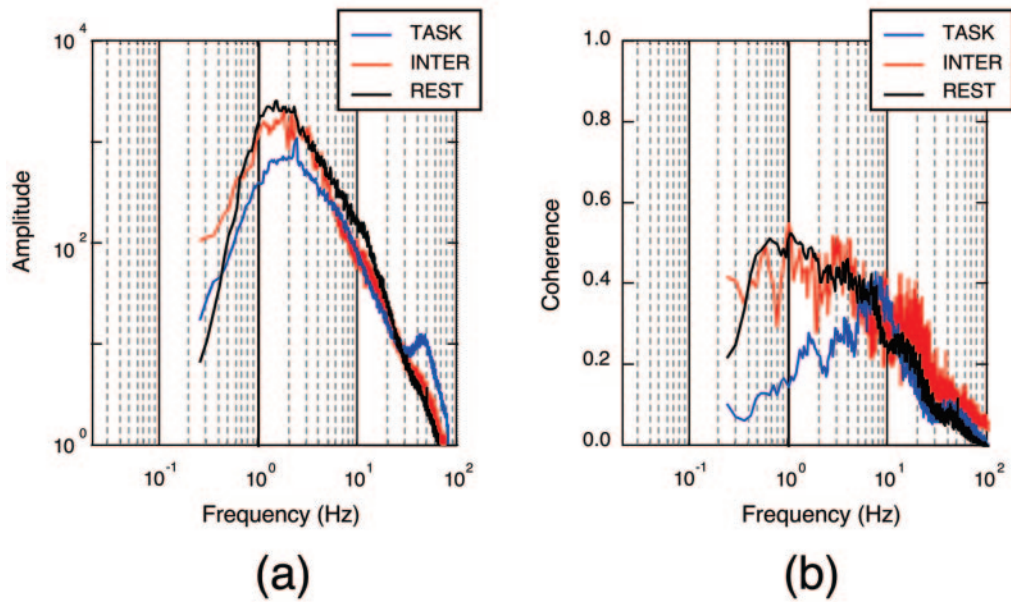 TASK
INTER
REST
10^4
10^2
10^0
Amplitude
10^-1
10^0
10^1
10^2
Frequency (Hz)
(a)
TASK
INTER
REST
1.0
0.8
0.6
0.4
0.2
0.0
Coherence
10^-1
10^0
10^1
10^2
Frequency (Hz)
(b)